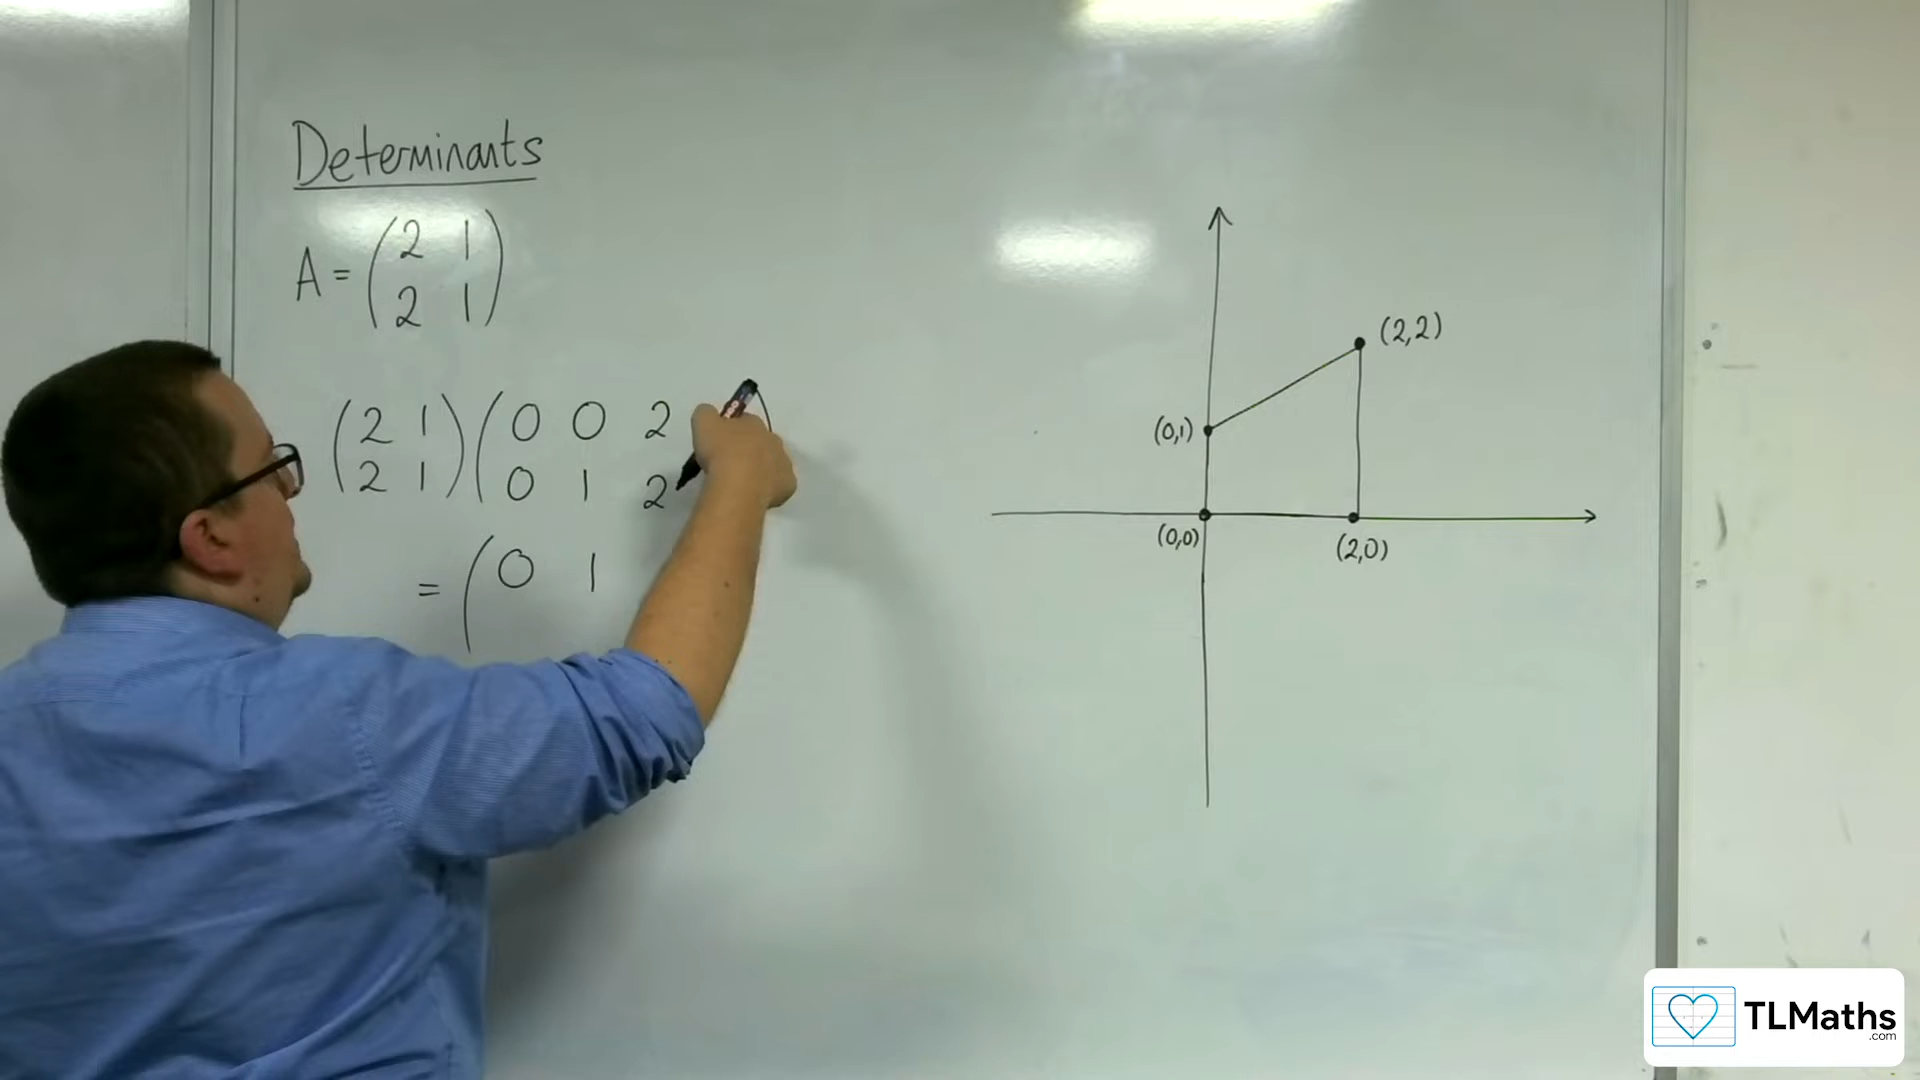 Determinants
A = (2 1
2 1)
(2 1) (0 0 2
2 1) (0 1 2
= (0 1
(2,2)
(0,1)
(0,0)
(2,0)
TLMaths
.com